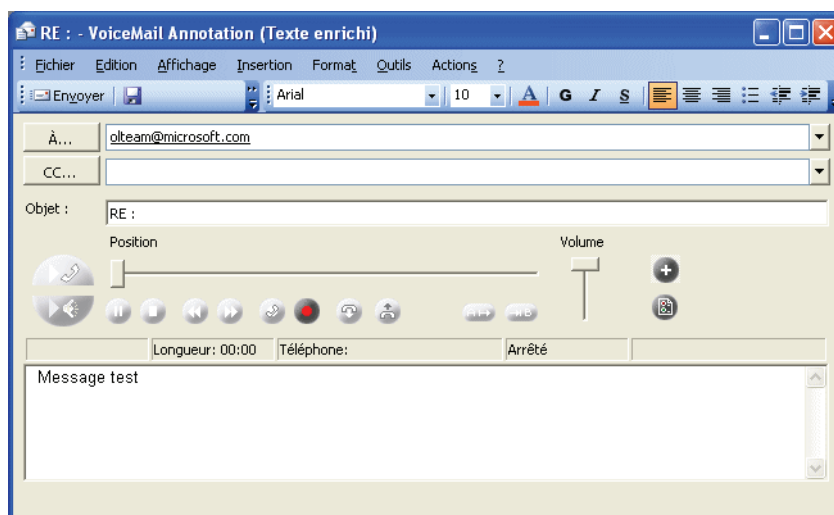 RE : - VoiceMail Annotation (Texte enrichi)
Fichier Edition Affichage Insertion Format Outils Actions ?
Envoyer Arial 10 A G I S
À... olteam@microsoft.com
CC...
Objet : RE :
Position Volume
Longueur: 00:00 Téléphone: Arrêté
Message test